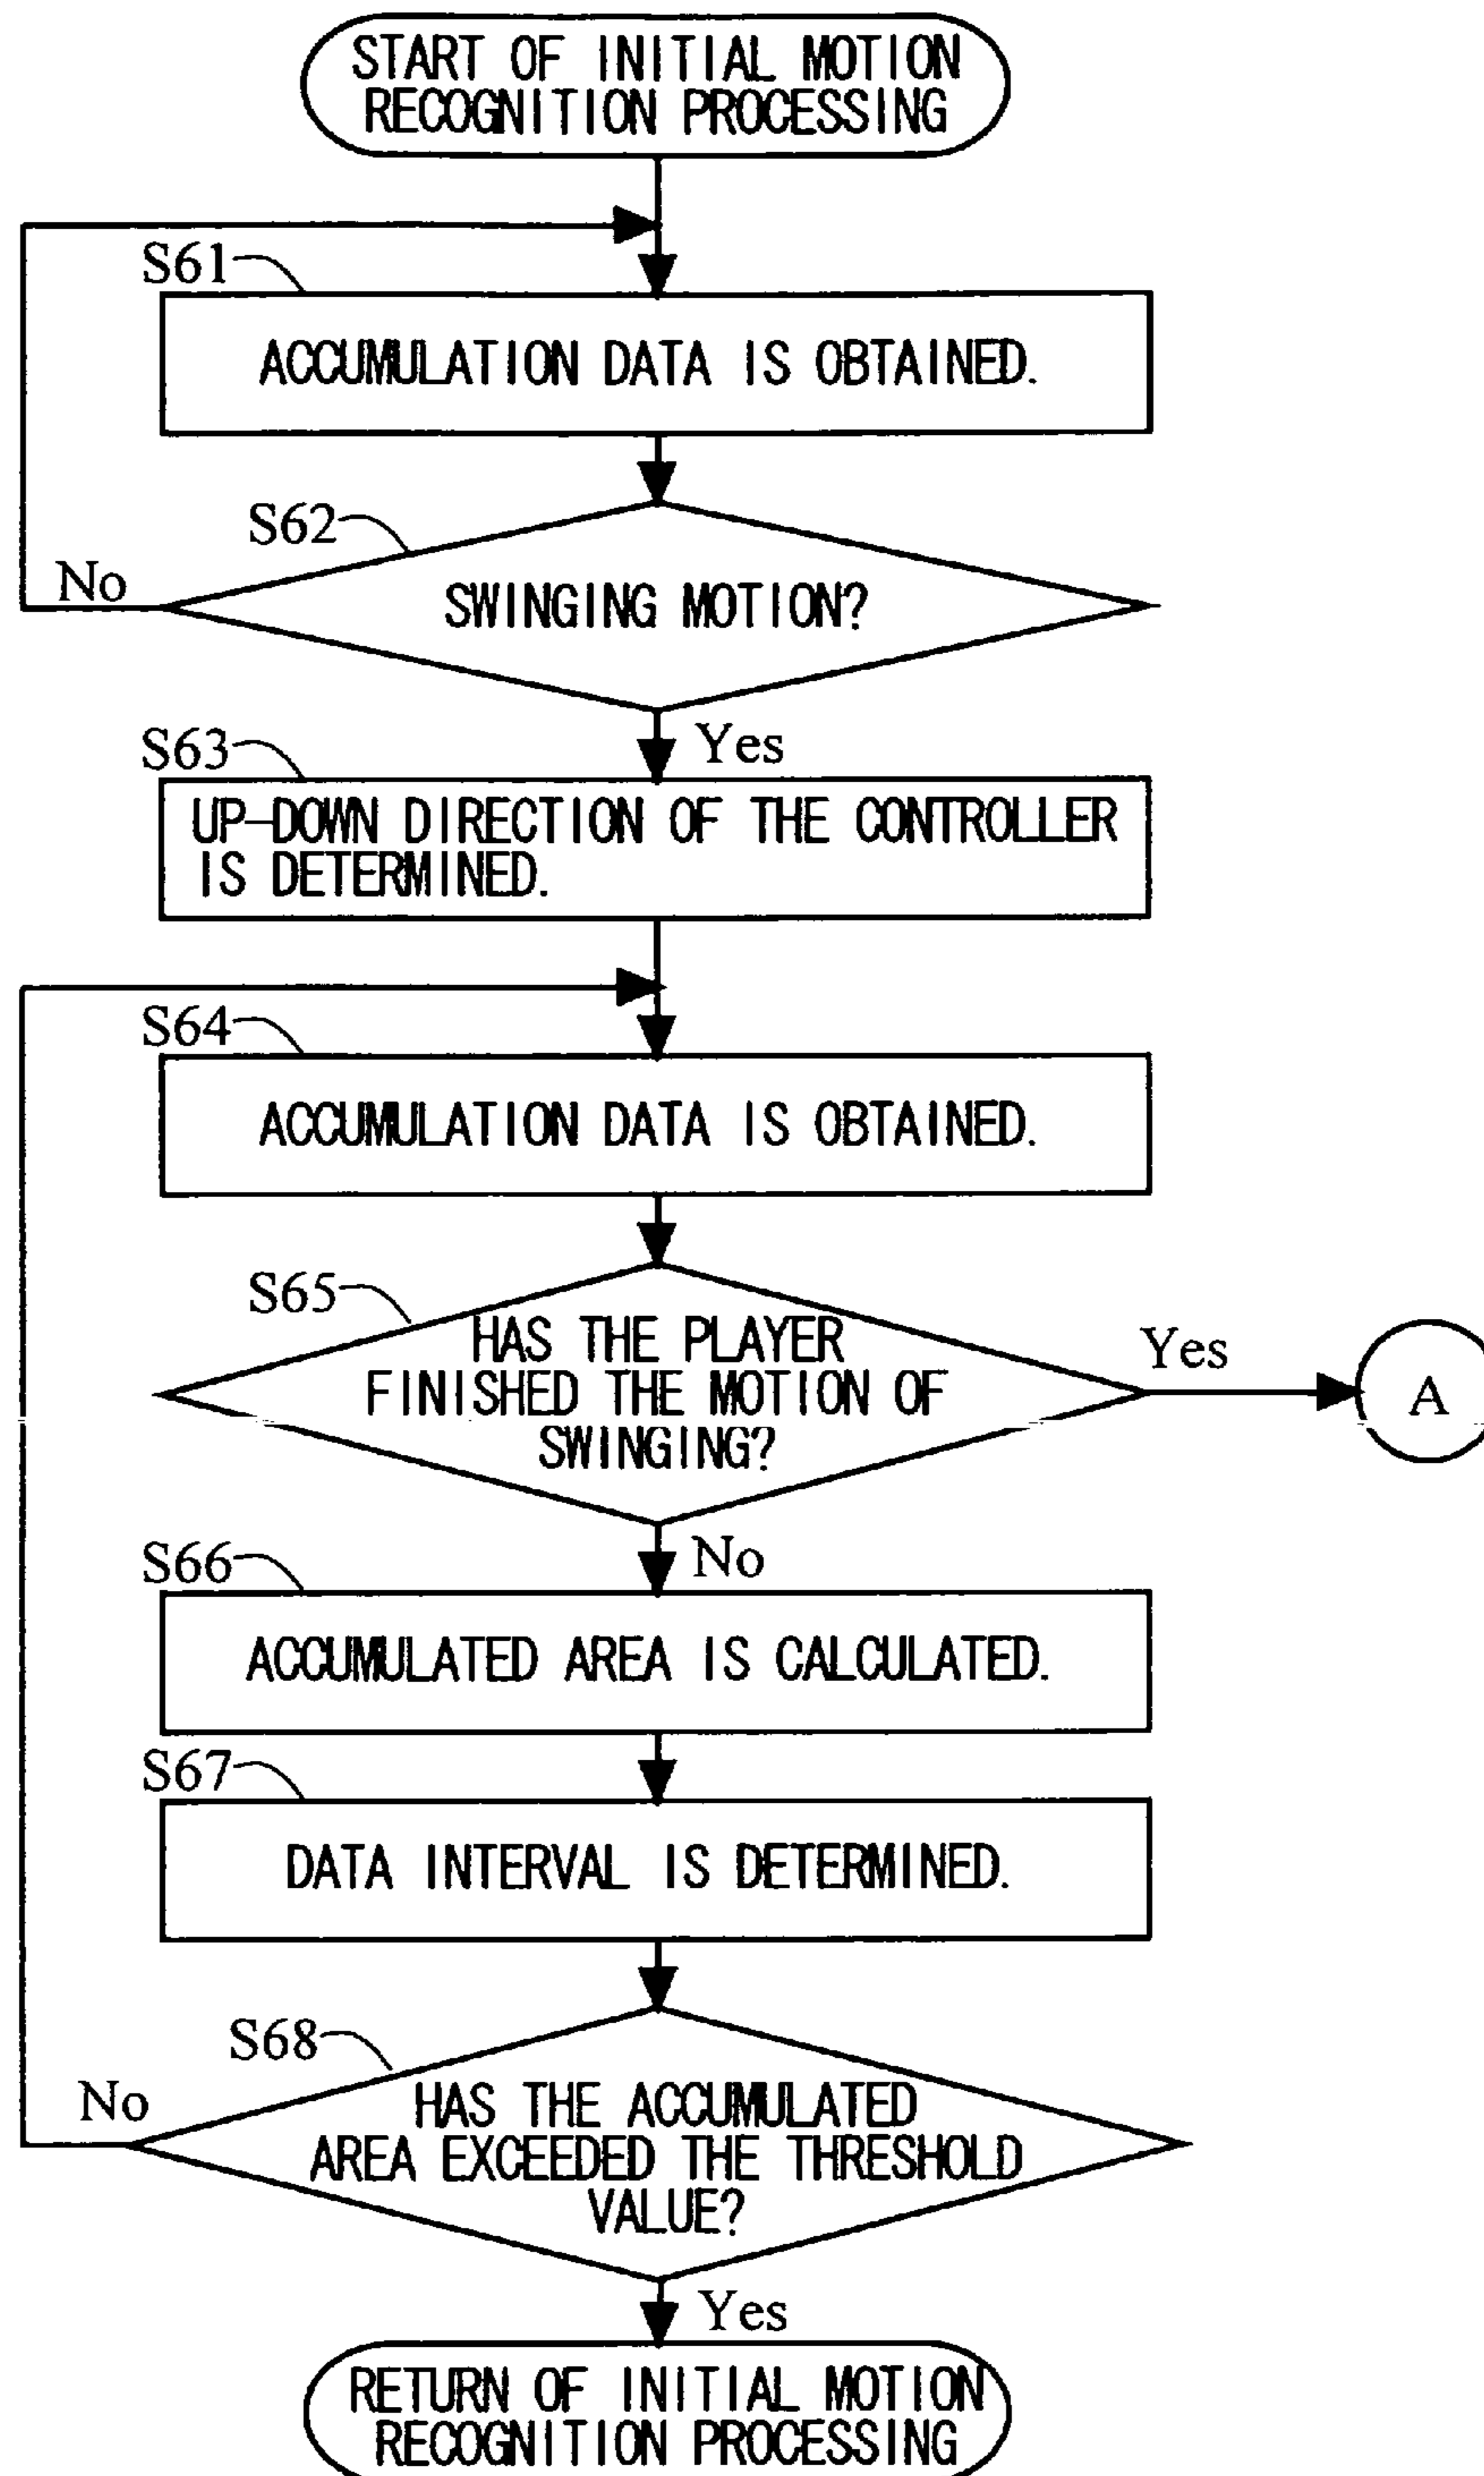 START OF INITIAL MOTION
RECOGNITION PROCESSING
S61
ACCUMULATION DATA IS OBTAINED.
S62
No
SWINGING MOTION?
Yes
S63
UP-DOWN DIRECTION OF THE CONTROLLER
IS DETERMINED.
S64
ACCUMULATION DATA IS OBTAINED.
S65
HAS THE PLAYER
FINISHED THE MOTION OF
SWINGING?
Yes
A
No
S66
ACCUMULATED AREA IS CALCULATED.
S67
DATA INTERVAL IS DETERMINED.
S68
No
HAS THE ACCUMULATED
AREA EXCEEDED THE THRESHOLD
VALUE?
Yes
RETURN OF INITIAL MOTION
RECOGNITION PROCESSING